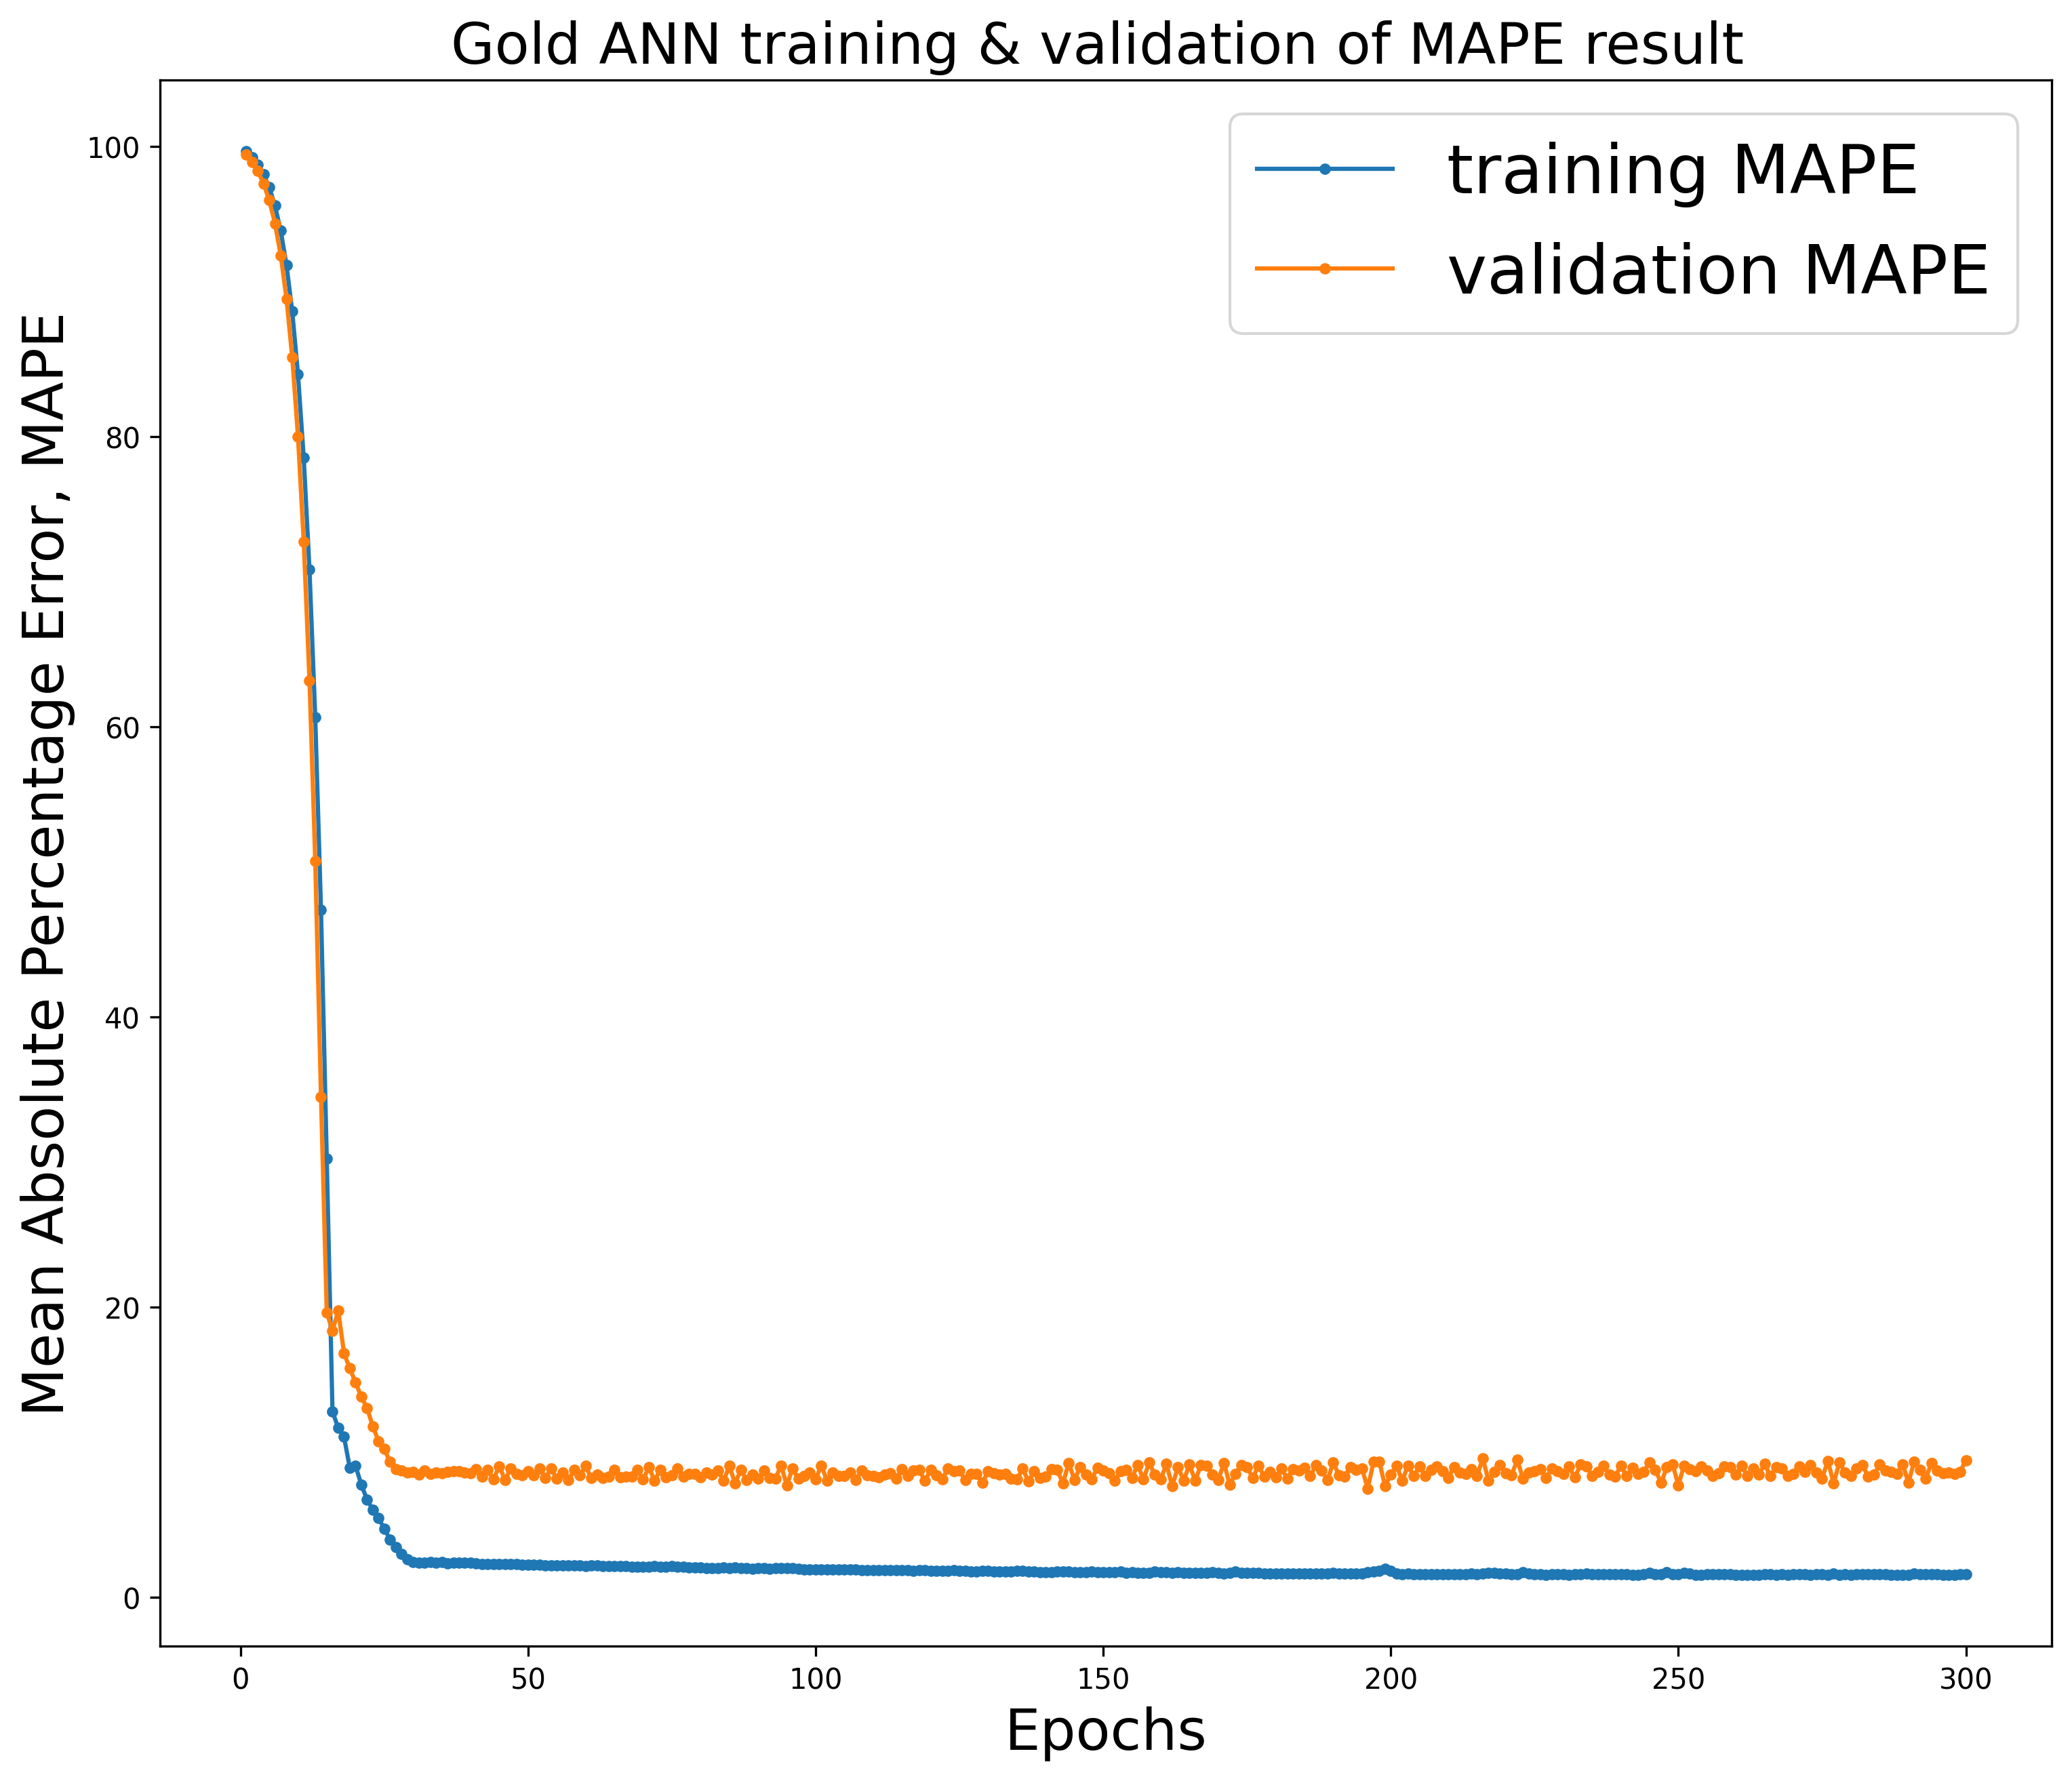 Gold ANN training & validation of MAPE result
training MAPE
validation MAPE
Mean Absolute Percentage Error, MAPE
100
80
60
40
20
0
0 50 100 150 200 250 300
Epochs